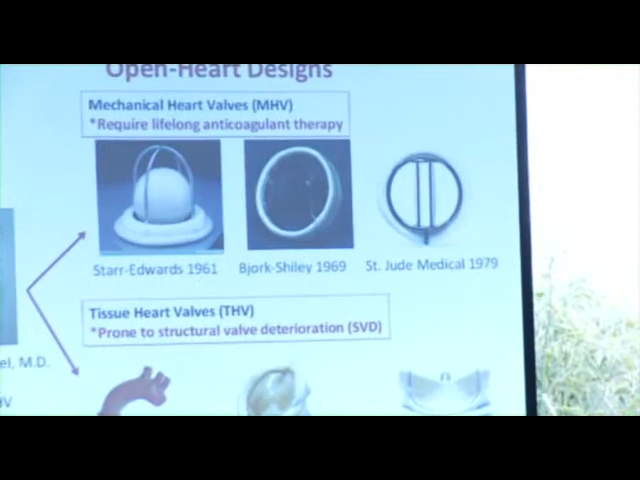 Open-Heart Designs
Mechanical Heart Valves (MHV)
*Require lifelong anticoagulant therapy
Starr-Edwards 1961
Bjork-Shiley 1969
St. Jude Medical 1979
Tissue Heart Valves (THV)
*Prone to structural valve deterioration (SVD)
el, M.D.